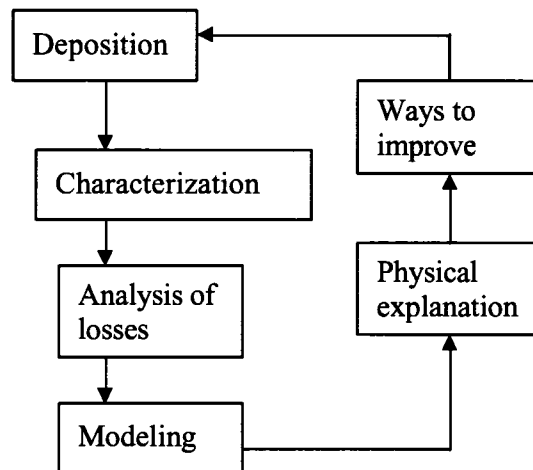 Deposition
Characterization
Analysis of
losses
Modeling
Physical
explanation
Ways to
improve